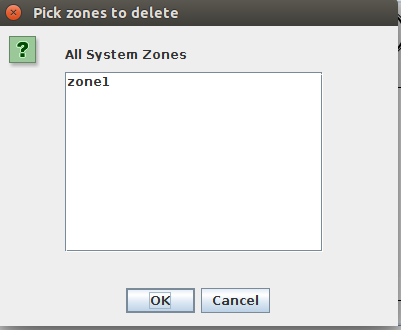 Pick zones to delete
?
All System Zones
zone1
OK
Cancel